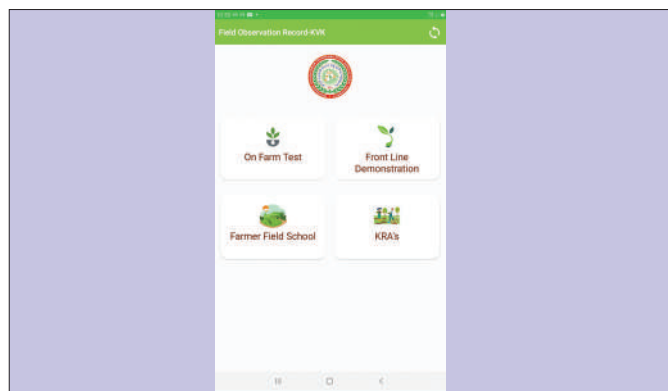 Field Observation Record-KVK
On Farm Test
Front Line
Demonstration
Farmer Field School
KRA's